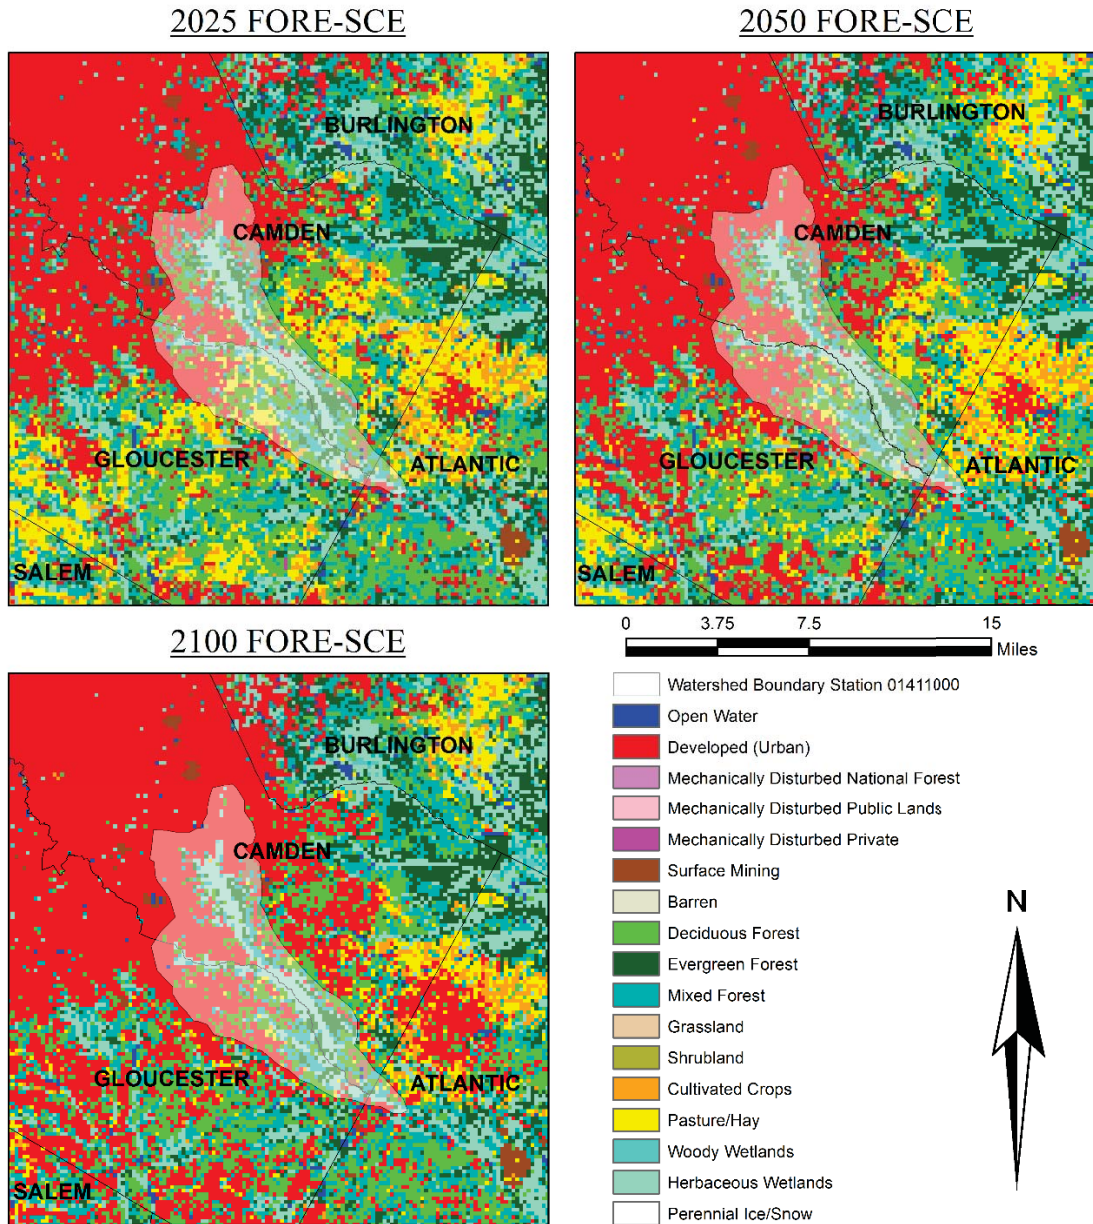 2025 FORE-SCE
2050 FORE-SCE
BURLINGTON
CAMDEN
GLOUCESTER
ATLANTIC
SALEM
BURLINGTON
CAMDEN
GLOUCESTER
ATLANTIC
SALEM
2100 FORE-SCE
BURLINGTON
CAMDEN
GLOUCESTER
ATLANTIC
SALEM
0 3.75 7.5 15
Miles
Watershed Boundary Station 01411000
Open Water
Developed (Urban)
Mechanically Disturbed National Forest
Mechanically Disturbed Public Lands
Mechanically Disturbed Private
Surface Mining
Barren
Deciduous Forest
Evergreen Forest
Mixed Forest
Grassland
Shrubland
Cultivated Crops
Pasture/Hay
Woody Wetlands
Herbaceous Wetlands
Perennial Ice/Snow
N